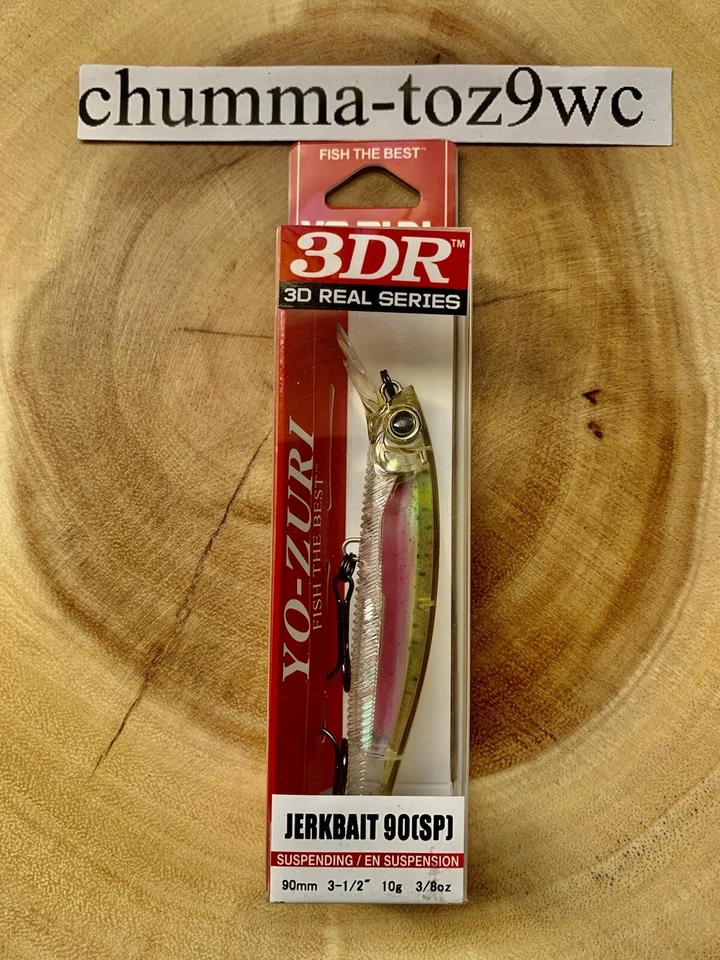 chumma-toz9wc
FISH THE BEST™
3DR™
3D REAL SERIES
YO-ZURI
FISH THE BEST™
JERKBAIT 90(SP)
SUSPENDING / EN SUSPENSION
90mm 3-1/2" 10g 3/8oz